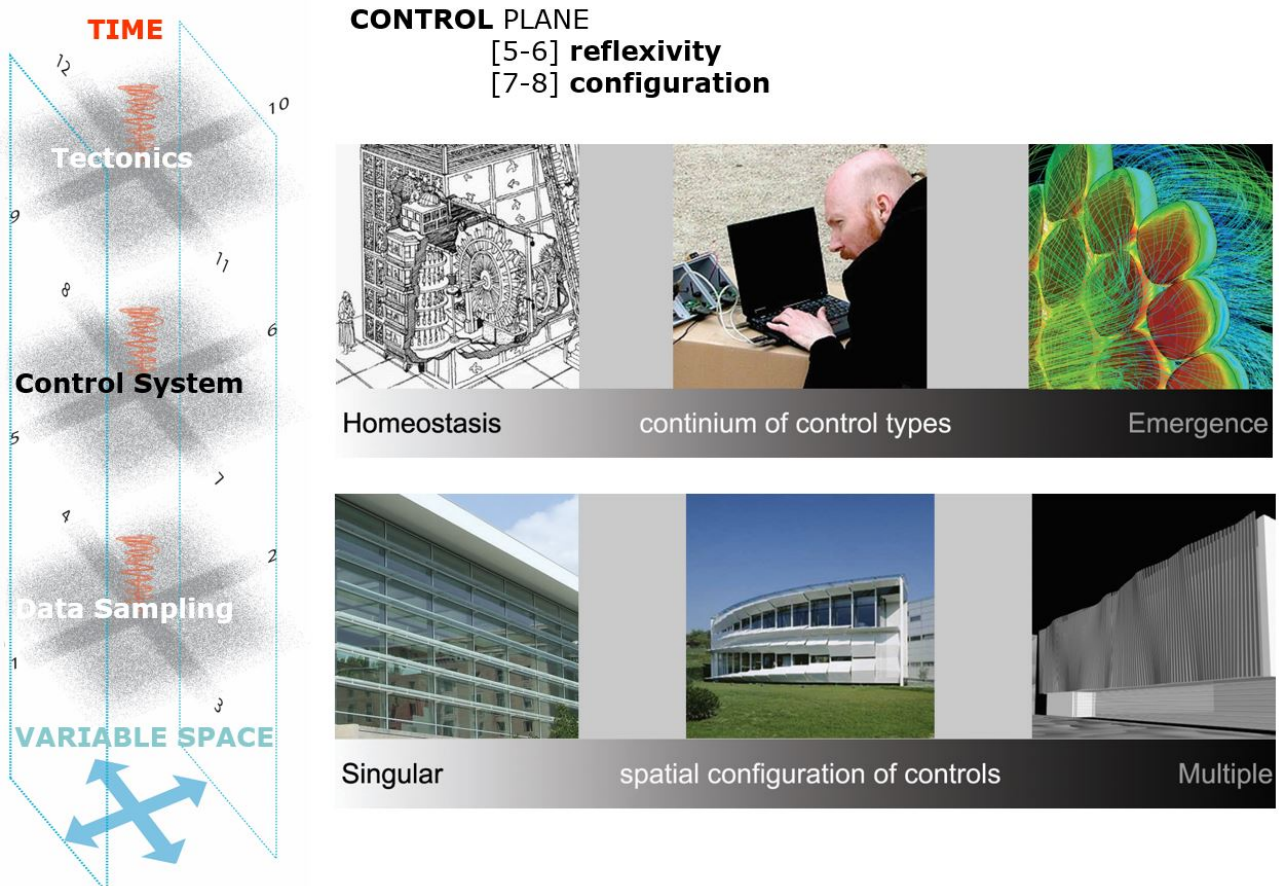 TIME
12
10
Tectonics
9
11
8
6
Control System
5
7
4
2
Data Sampling
1
3
VARIABLE SPACE
CONTROL PLANE
[5-6] reflexivity
[7-8] configuration
Homeostasis continium of control types Emergence
Singular spatial configuration of controls Multiple